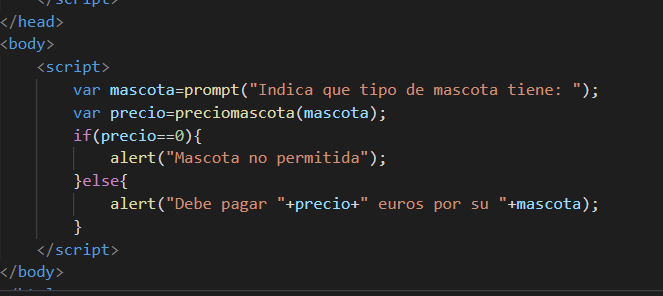 </script>
</head>
<body>
<script>
var mascota=prompt("Indica que tipo de mascota tiene: ");
var precio=preciomascota(mascota);
if(precio==0){
alert("Mascota no permitida");
}else{
alert("Debe pagar "+precio+" euros por su "+mascota);
}
</script>
</body>